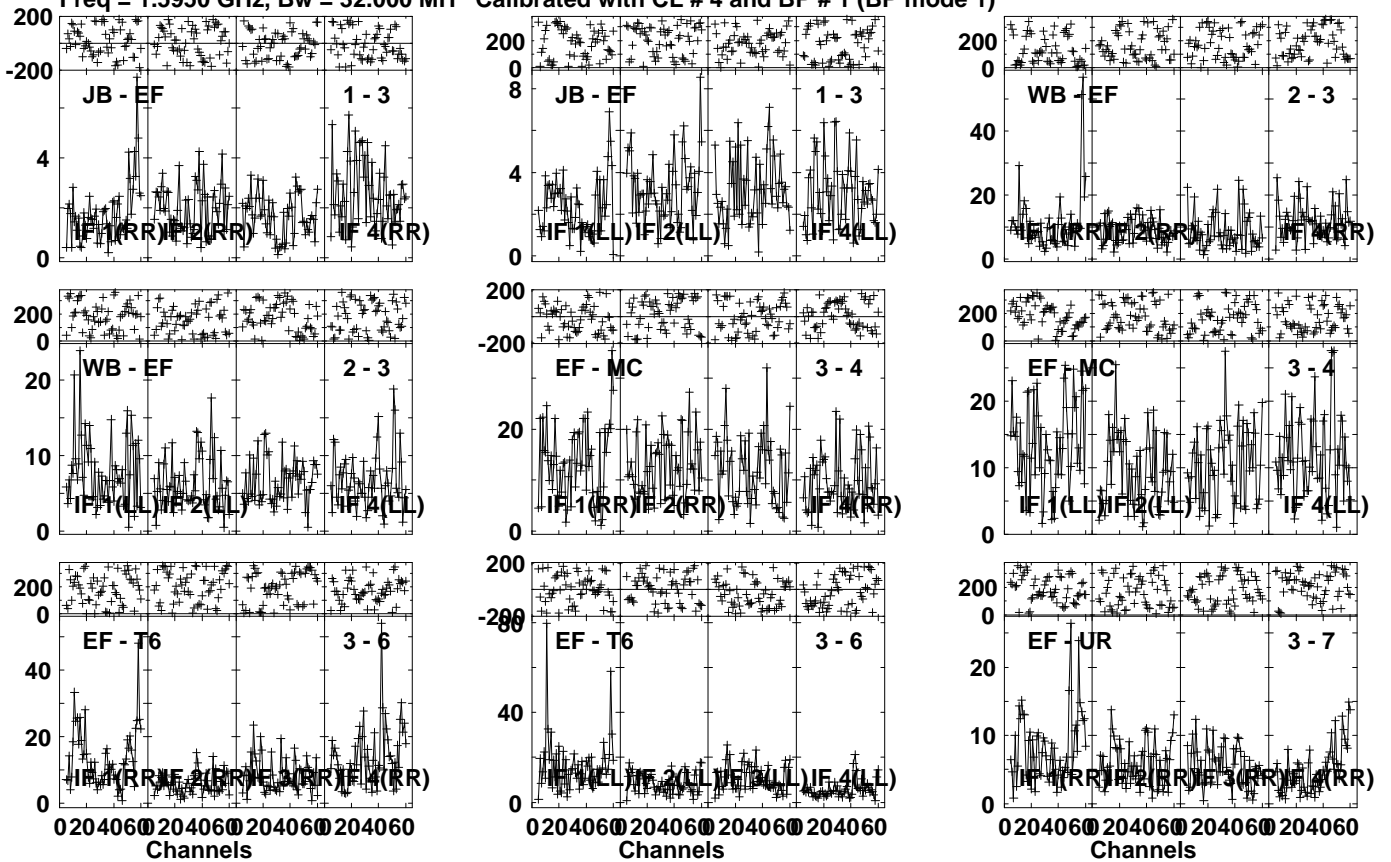 Freq = 1.5950 GHz, Bw = 32.000 MH Calibrated with CL # 4 and BP # 1 (BP mode 1)
200
-200
JB - EF
1 - 3
4
0
IF 1(RR) IF 2(RR)
IF 4(RR)
200
0
JB - EF
1 - 3
8
4
0
IF 1(LL) IF 2(LL)
IF 4(LL)
200
0
WB - EF
2 - 3
40
20
0
IF 1(RR) IF 2(RR)
IF 4(RR)
200
0
WB - EF
2 - 3
20
10
0
IF 1(LL) IF 2(LL)
IF 4(LL)
200
-200
EF - MC
3 - 4
20
0
IF 1(RR) IF 2(RR)
IF 4(RR)
200
0
EF - MC
3 - 4
20
10
0
IF 1(LL) IF 2(LL)
IF 4(LL)
200
0
EF - T6
3 - 6
40
20
0
IF 1(RR) IF 2(RR) IF 3(RR) IF 4(RR)
0 20 40 60 0 20 40 60 0 20 40 60 0 20 40 60
Channels
200
-200
80
EF - T6
3 - 6
40
0
IF 1(LL) IF 2(LL) IF 3(LL) IF 4(LL)
0 20 40 60 0 20 40 60 0 20 40 60 0 20 40 60
Channels
200
0
EF - UR
3 - 7
20
10
0
IF 1(RR) IF 2(RR) IF 3(RR) IF 4(RR)
0 20 40 60 0 20 40 60 0 20 40 60 0 20 40 60
Channels